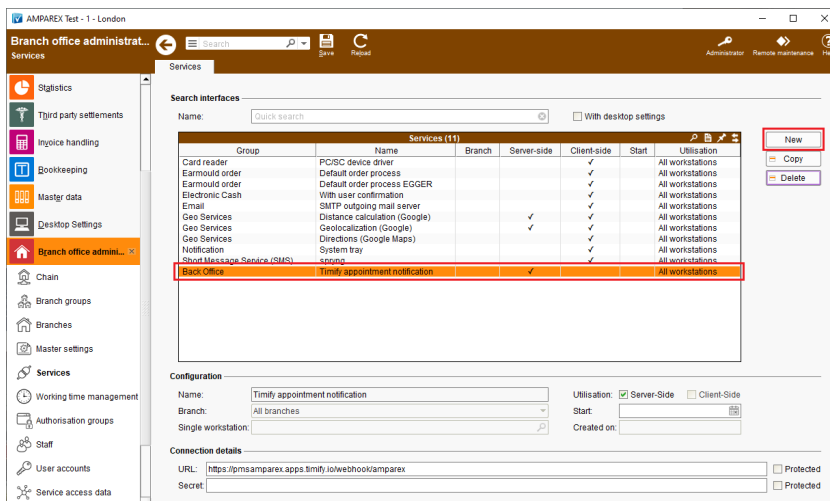 AMPAREX Test - 1 - London
Branch office administrat...
Services
Search
Save
Reload
Administrator
Remote maintenance
Services
Statistics
Third party settlements
Invoice handling
Bookkeeping
Master data
Desktop Settings
Branch office admini...
Chain
Branch groups
Branches
Master settings
Services
Working time management
Authorisation groups
Staff
User accounts
Service access data
Search interfaces
Name: Quick search With desktop settings
Services (11)
Group Name Branch Server-side Client-side Start Utilisation
Card reader PC/SC device driver ✓ All workstations
Earmould order Default order process ✓ All workstations
Earmould order Default order process EGGER ✓ All workstations
Electronic Cash With user confirmation ✓ All workstations
Email SMTP outgoing mail server ✓ All workstations
Geo Services Distance calculation (Google) ✓ ✓ All workstations
Geo Services Geolocalization (Google) ✓ ✓ All workstations
Geo Services Directions (Google Maps) ✓ All workstations
Notification System tray ✓ All workstations
Short Message Service (SMS) spryng ✓ All workstations
Back Office Timify appointment notification ✓ All workstations
New
Copy
Delete
Configuration
Name: Timify appointment notification Utilisation: Server-Side Client-Side
Branch: All branches Start:
Single workstation: Created on:
Connection details
URL: https://pmsamparex.apps.timify.io/webhook/amparex Protected
Secret: Protected